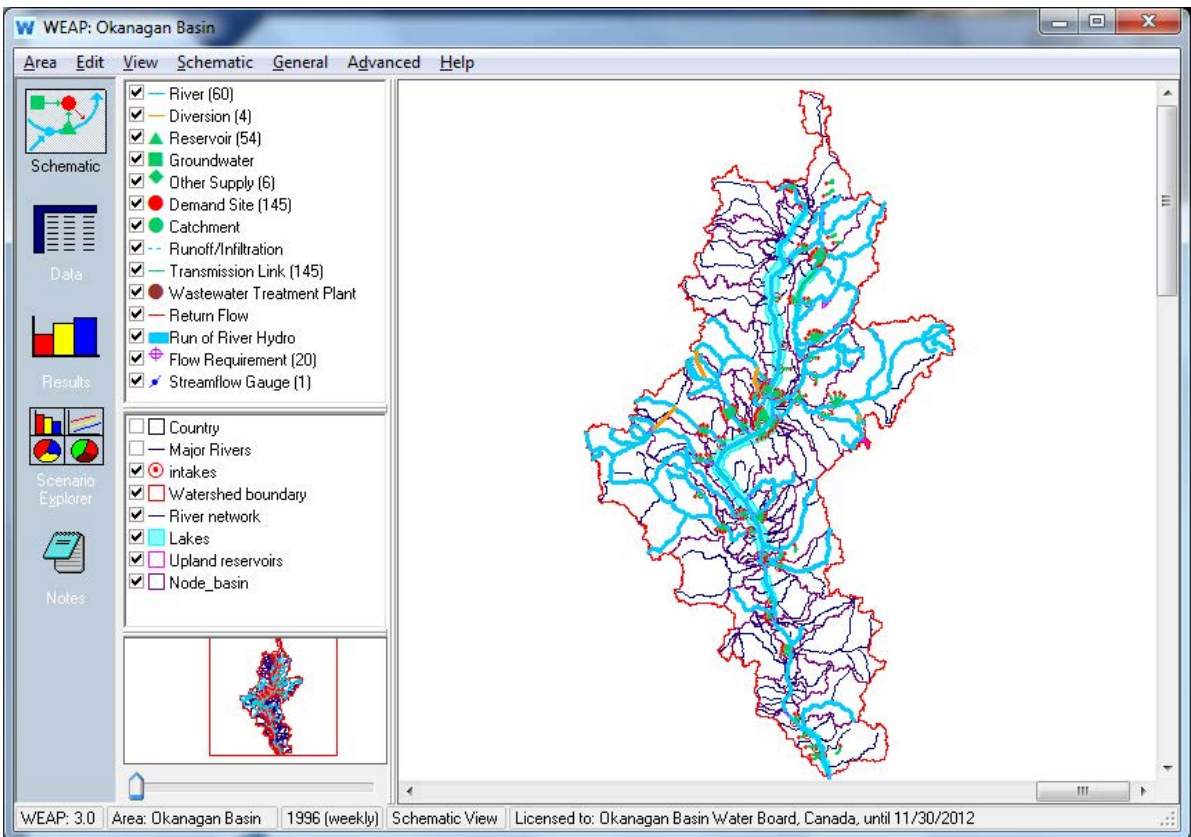 WEAP: Okanagan Basin
Area Edit View Schematic General Advanced Help
Schematic
Data
Results
Scenario
Explorer
Notes
River (60)
Diversion (4)
Reservoir (54)
Groundwater
Other Supply (6)
Demand Site (145)
Catchment
Runoff/Infiltration
Transmission Link (145)
Wastewater Treatment Plant
Return Flow
Run of River Hydro
Flow Requirement (20)
Streamflow Gauge (1)
Country
Major Rivers
intakes
Watershed boundary
River network
Lakes
Upland reservoirs
Node_basin
WEAP: 3.0 Area: Okanagan Basin 1996 (weekly) Schematic View Licensed to: Okanagan Basin Water Board, Canada, until 11/30/2012